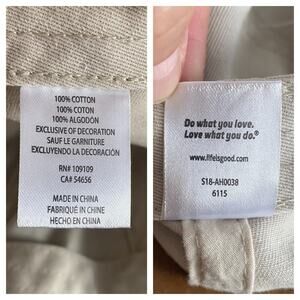 100% COTTON
100% COTON
100% ALGODÓN
EXCLUSIVE OF DECORATION
SAUF LE GARNITURE
EXCLUYENDO LA DECORACIÓN
RN# 109109
CA# 54656
MADE IN CHINA
FABRIQUÉ IN CHINE
HECHO EN CHINA
Do what you love.
Love what you do.®
www.lifeisgood.com
S18-AH0038
6115